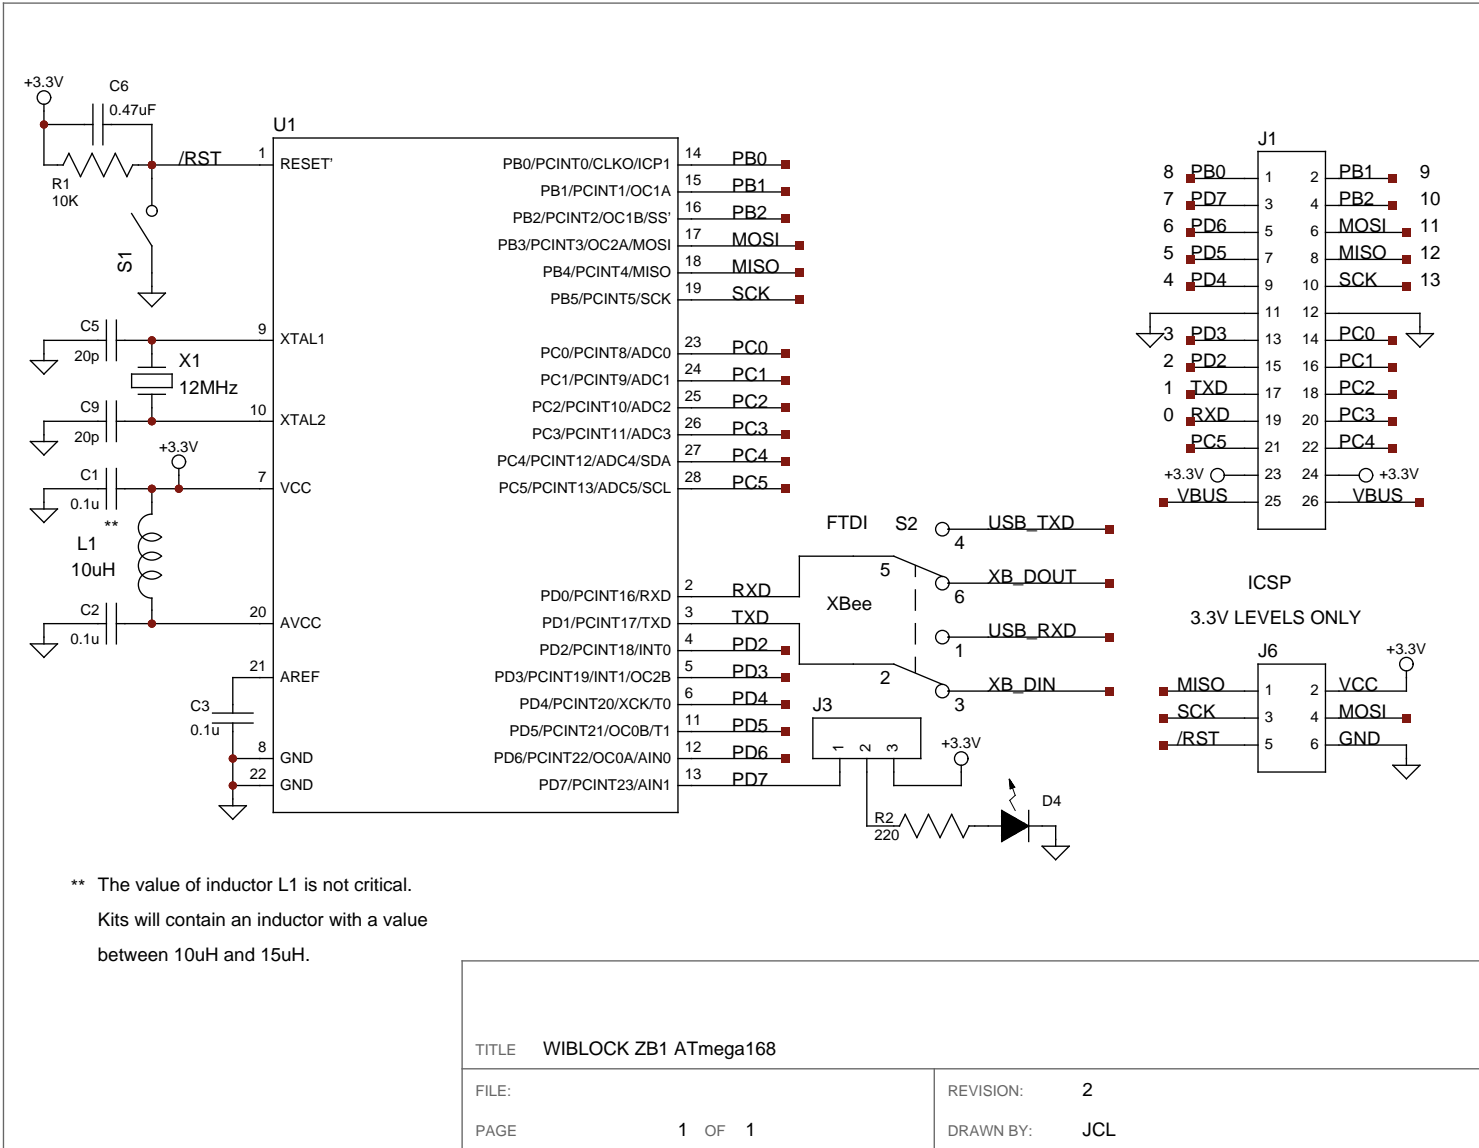 +3.3V
C6
0.47uF
R1
10K
/RST
S1
C5
20p
X1
12MHz
C9
20p
+3.3V
C1
0.1u
**
L1
10uH
C2
0.1u
C3
0.1u
U1
1 RESET'
9 XTAL1
10 XTAL2
7 VCC
20 AVCC
21 AREF
8 GND
22 GND
PB0/PCINT0/CLKO/ICP1 14 PB0
PB1/PCINT1/OC1A 15 PB1
PB2/PCINT2/OC1B/SS' 16 PB2
PB3/PCINT3/OC2A/MOSI 17 MOSI
PB4/PCINT4/MISO 18 MISO
PB5/PCINT5/SCK 19 SCK
PC0/PCINT8/ADC0 23 PC0
PC1/PCINT9/ADC1 24 PC1
PC2/PCINT10/ADC2 25 PC2
PC3/PCINT11/ADC3 26 PC3
PC4/PCINT12/ADC4/SDA 27 PC4
PC5/PCINT13/ADC5/SCL 28 PC5
PD0/PCINT16/RXD 2 RXD
PD1/PCINT17/TXD 3 TXD
PD2/PCINT18/INT0 4 PD2
PD3/PCINT19/INT1/OC2B 5 PD3
PD4/PCINT20/XCK/T0 6 PD4
PD5/PCINT21/OC0B/T1 11 PD5
PD6/PCINT22/OC0A/AIN0 12 PD6
PD7/PCINT23/AIN1 13 PD7
FTDI S2
4 USB_TXD
5
6 XB_DOUT
XBee
1 USB_RXD
2
3 XB_DIN
J3
1 2 3
+3.3V
R2
220
D4
J1
8 PB0 1 2 PB1 9
7 PD7 3 4 PB2 10
6 PD6 5 6 MOSI 11
5 PD5 7 8 MISO 12
4 PD4 9 10 SCK 13
11 12
3 PD3 13 14 PC0
2 PD2 15 16 PC1
1 TXD 17 18 PC2
0 RXD 19 20 PC3
PC5 21 22 PC4
+3.3V 23 24 +3.3V
VBUS 25 26 VBUS
ICSP
3.3V LEVELS ONLY
J6
+3.3V
MISO 1 2 VCC
SCK 3 4 MOSI
/RST 5 6 GND
** The value of inductor L1 is not critical.
Kits will contain an inductor with a value
between 10uH and 15uH.
TITLE WIBLOCK ZB1 ATmega168
FILE:
REVISION: 2
PAGE 1 OF 1
DRAWN BY: JCL